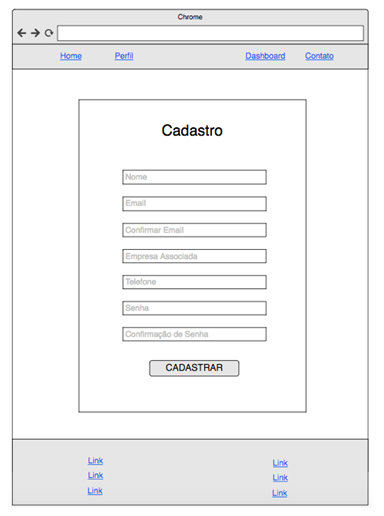 Chrome
Home Perfil Dashboard Contato
Cadastro
Nome
Email
Confirmar Email
Empresa Associada
Telefone
Senha
Confirmação de Senha
CADASTRAR
Link Link
Link Link
Link Link